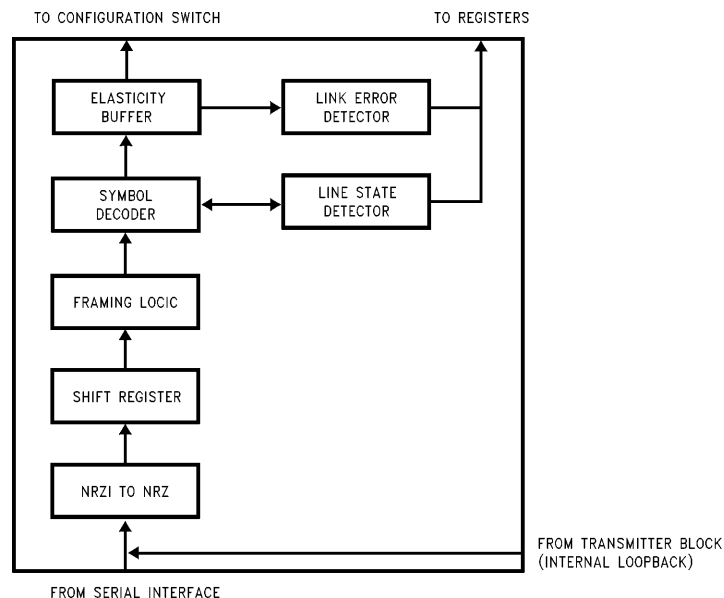 TO CONFIGURATION SWITCH
TO REGISTERS
ELASTICITY
BUFFER
LINK ERROR
DETECTOR
SYMBOL
DECODER
LINE STATE
DETECTOR
FRAMING LOCIC
SHIFT REGISTER
NRZI TO NRZ
FROM TRANSMITTER BLOCK
(INTERNAL LOOPBACK)
FROM SERIAL INTERFACE